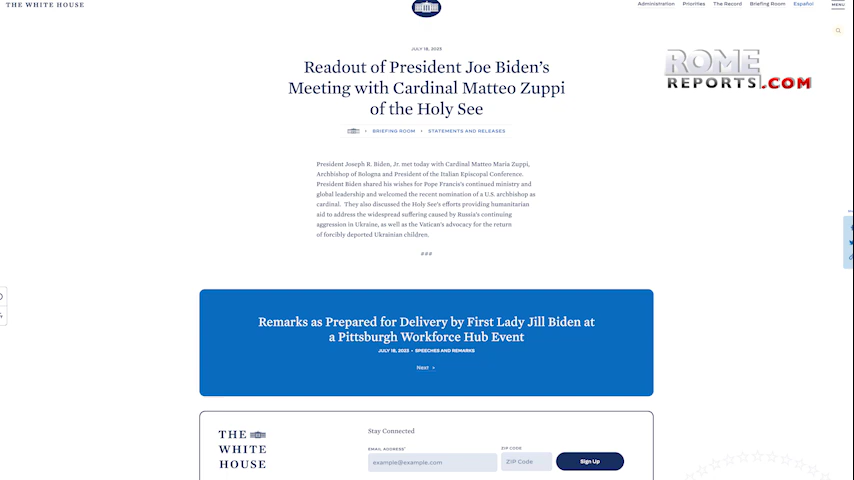 THE WHITE HOUSE
Administration Priorities The Record Briefing Room Español
MENU
JULY 18, 2023
Readout of President Joe Biden's
Meeting with Cardinal Matteo Zuppi
of the Holy See
ROME
REPORTS.COM
BRIEFING ROOM STATEMENTS AND RELEASES
President Joseph R. Biden, Jr. met today with Cardinal Matteo Maria Zuppi,
Archbishop of Bologna and President of the Italian Episcopal Conference.
President Biden shared his wishes for Pope Francis's continued ministry and
global leadership and welcomed the recent nomination of a U.S. archbishop as
cardinal. They also discussed the Holy See's efforts providing humanitarian
aid to address the widespread suffering caused by Russia's continuing
aggression in Ukraine, as well as the Vatican's advocacy for the return
of forcibly deported Ukrainian children.
###
Remarks as Prepared for Delivery by First Lady Jill Biden at
a Pittsburgh Workforce Hub Event
JULY 18, 2023 • SPEECHES AND REMARKS
Next
THE
WHITE
HOUSE
Stay Connected
EMAIL ADDRESS*
ZIP CODE
example@example.com
ZIP Code
Sign Up